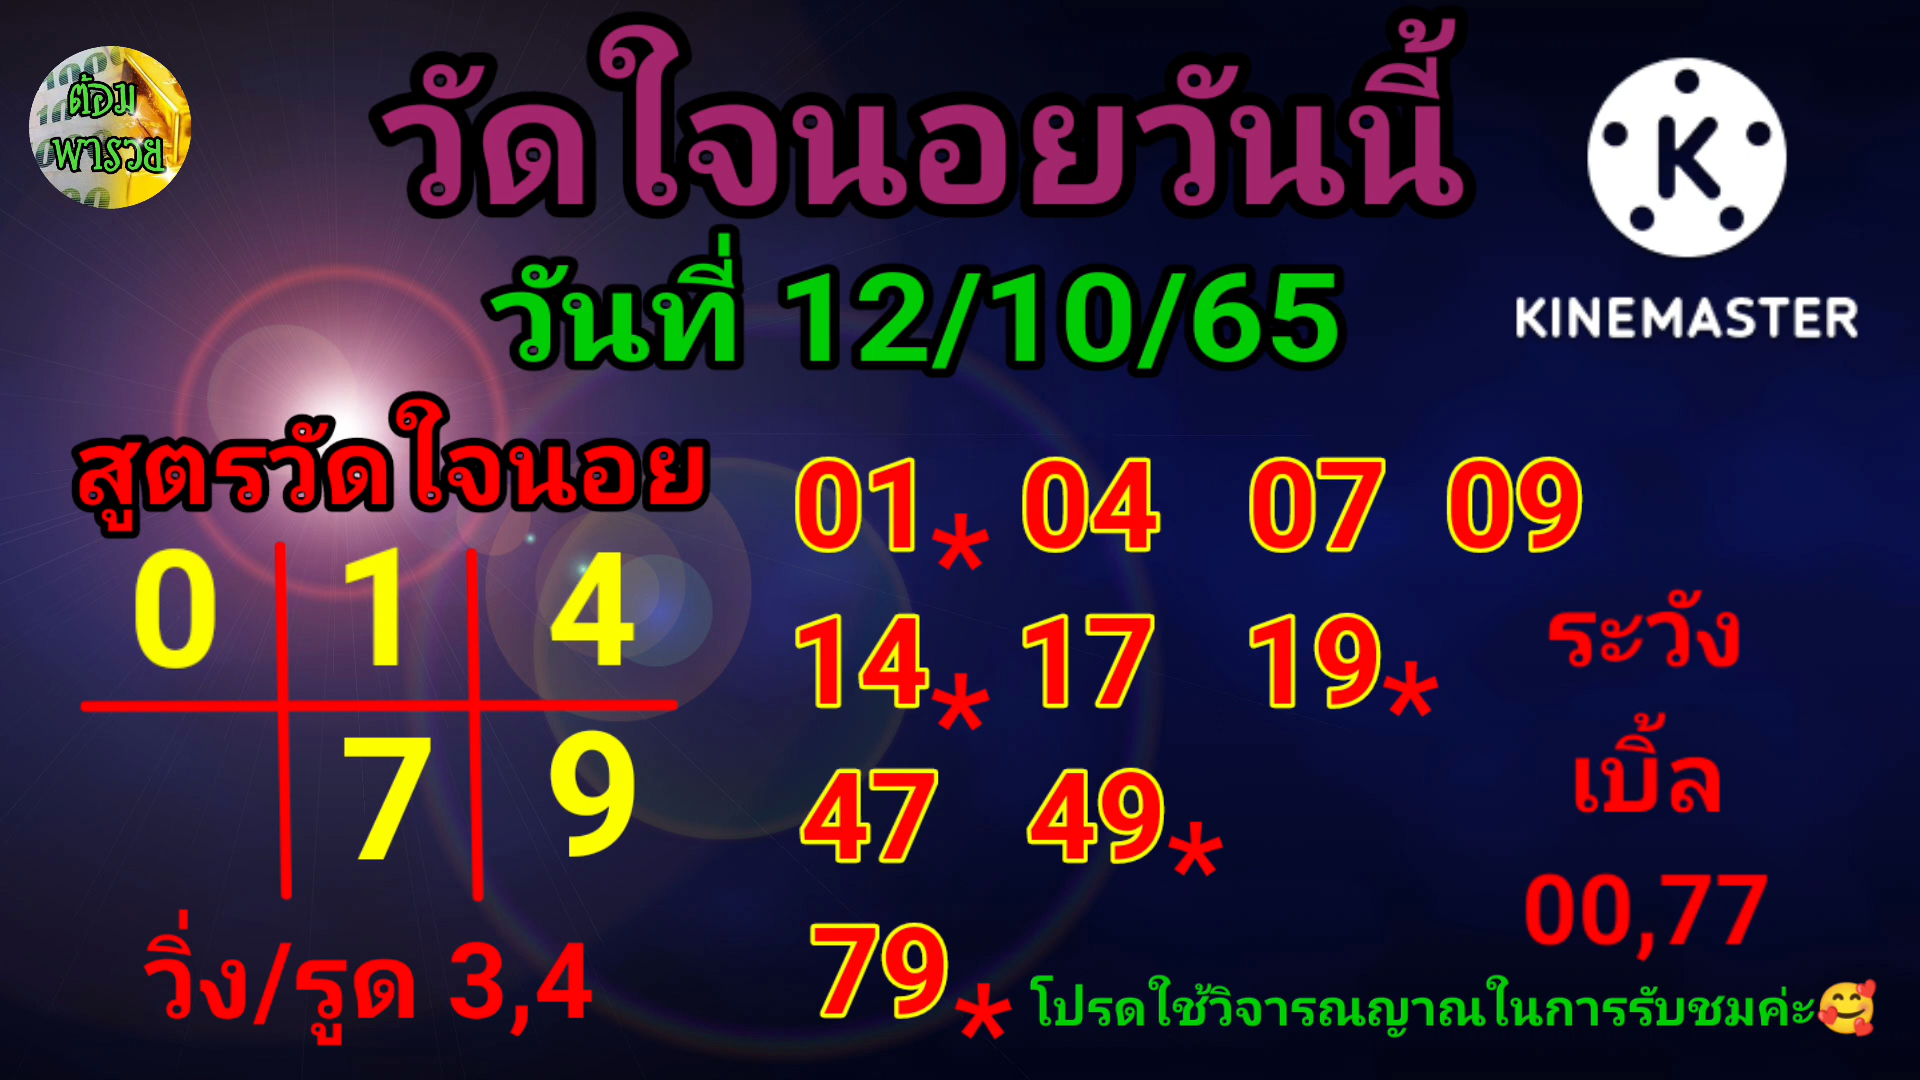 ต้อม
พารวย
วัดใจนอยวันนี้
วันที่ 12/10/65
KINEMASTER
สูตรวัดใจนอย
0 1 4
7 9
วิ่ง/รูด 3,4
01* 04 07 09
14* 17 19*
47 49*
79*
ระวัง
เบิ้ล
00,77
โปรดใช้วิจารณญาณในการรับชมค่ะ🥰